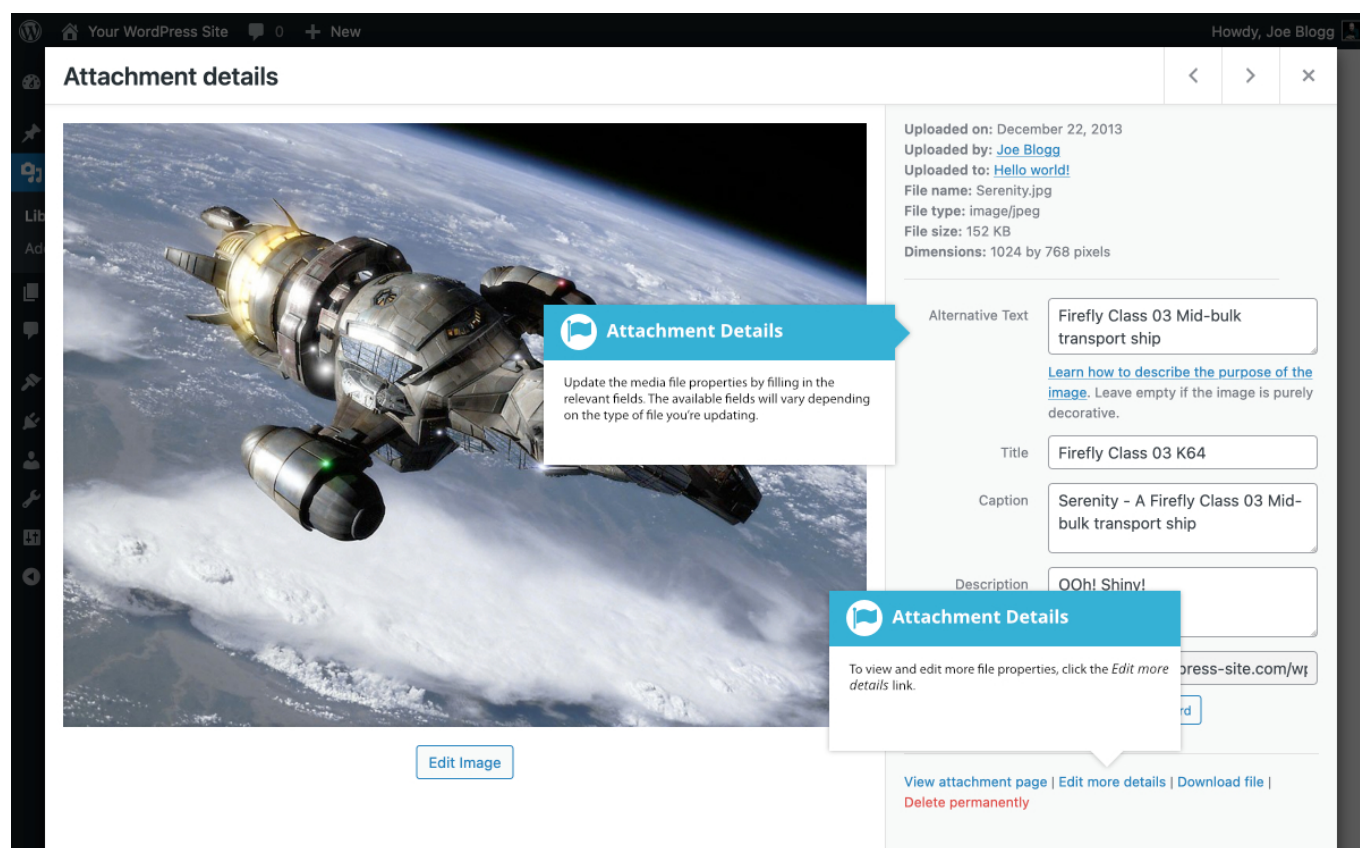 Your WordPress Site 0 + New Howdy, Joe Blogg
Attachment details
Lib
Ad
Uploaded on: December 22, 2013
Uploaded by: Joe Blogg
Uploaded to: Hello world!
File name: Serenity.jpg
File type: image/jpeg
File size: 152 KB
Dimensions: 1024 by 768 pixels
Alternative Text
Firefly Class 03 Mid-bulk
transport ship
Learn how to describe the purpose of the
image. Leave empty if the image is purely
decorative.
Attachment Details
Update the media file properties by filling in the
relevant fields. The available fields will vary depending
on the type of file you're updating.
Title Firefly Class 03 K64
Caption Serenity - A Firefly Class 03 Mid-
bulk transport ship
Description OOh! Shiny!
Attachment Details
To view and edit more file properties, click the Edit more
details link.
press-site.com/wp
rd
Edit Image
View attachment page | Edit more details | Download file |
Delete permanently